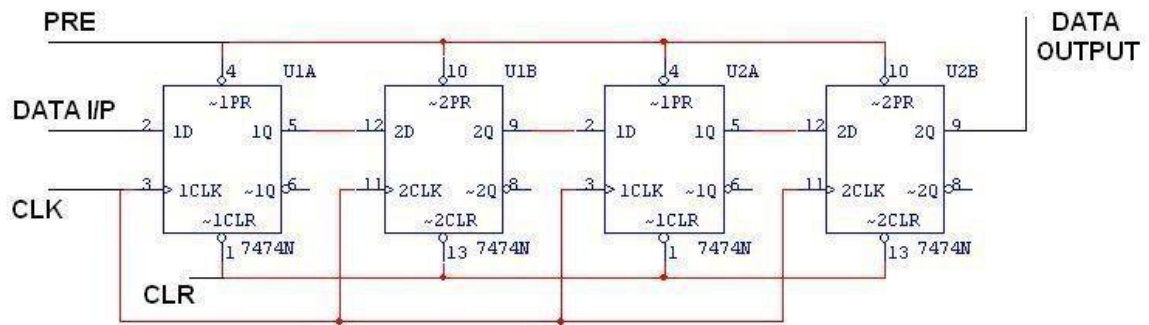 PRE
DATA
OUTPUT
4 U1A 10 U1B 4 U2A 10 U2B
~1PR ~2PR ~1PR ~2PR
DATA I/P
2 1D 1Q 5 12 2D 2Q 9 2 1D 1Q 5 12 2D 2Q 9
3 1CLK ~1Q 6 11 2CLK ~2Q 8 3 1CLK ~1Q 6 11 2CLK ~2Q 8
CLK
~1CLR ~2CLR ~1CLR ~2CLR
1 7474N 13 7474N 1 7474N 13 7474N
CLR